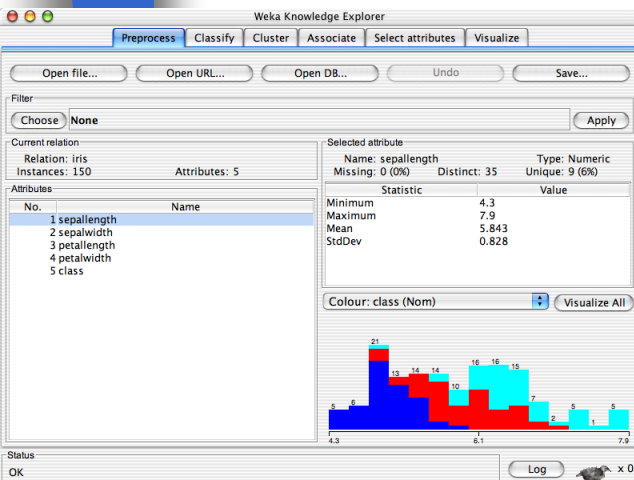 Weka Knowledge Explorer
Preprocess Classify Cluster Associate Select attributes Visualize
Open file... Open URL... Open DB... Undo Save...
Filter
Choose None Apply
Current relation
Relation: iris
Instances: 150 Attributes: 5
Selected attribute
Name: sepallength Type: Numeric
Missing: 0 (0%) Distinct: 35 Unique: 9 (6%)
Attributes
No. Name
1 sepallength
2 sepalwidth
3 petallength
4 petalwidth
5 class
Statistic Value
Minimum 4.3
Maximum 7.9
Mean 5.843
StdDev 0.828
Colour: class (Nom) Visualize All
5 6 21 13 14 14 10 16 16 15 7 2 5 1 5
4.3 6.1 7.9
Status
OK Log x 0